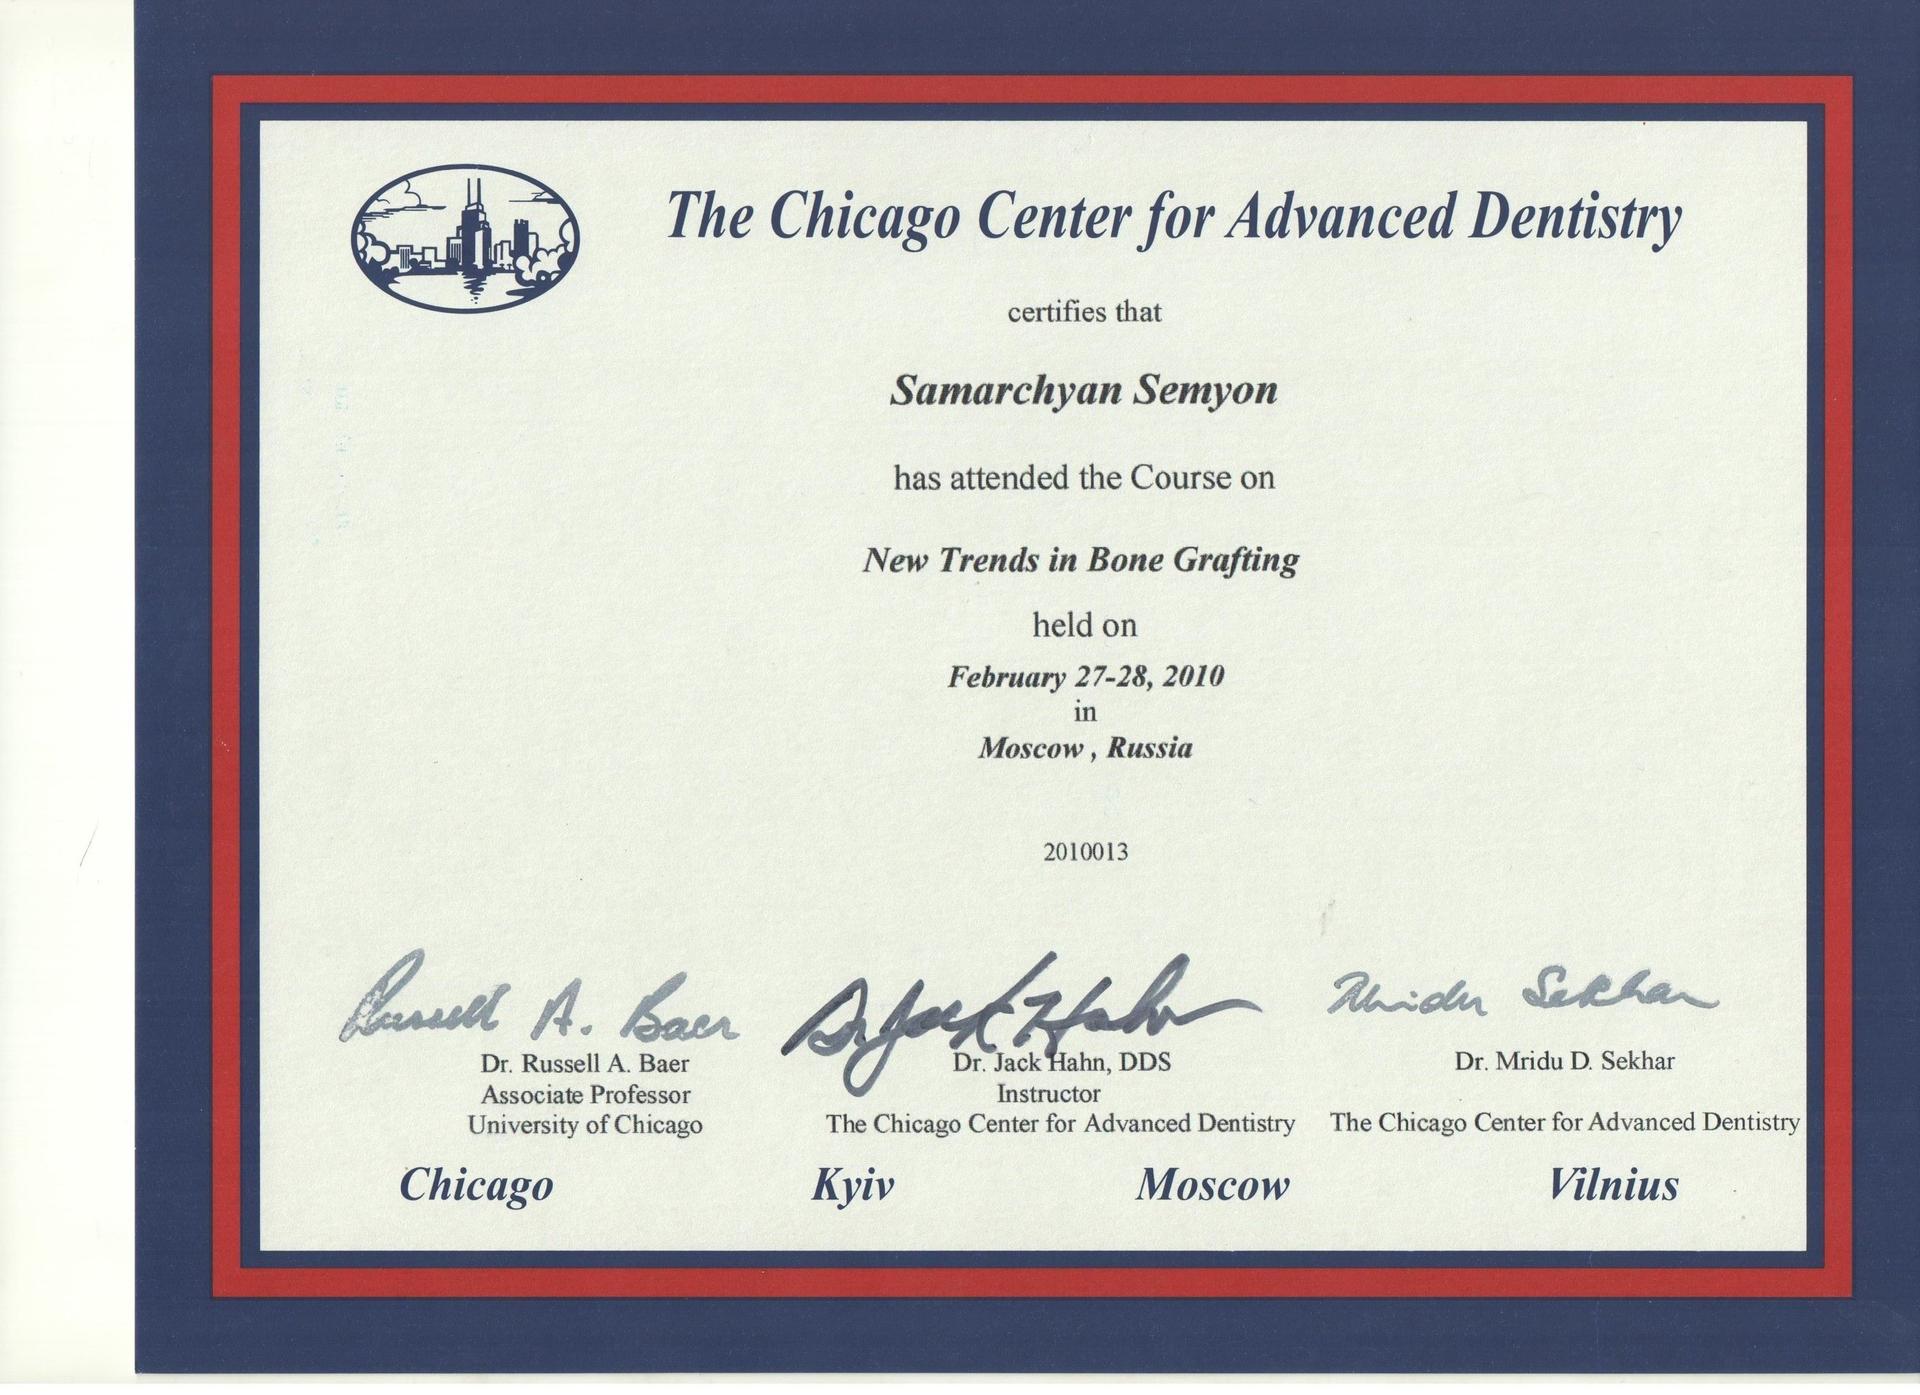 The Chicago Center for Advanced Dentistry
certifies that
Samarchyan Semyon
has attended the Course on
New Trends in Bone Grafting
held on
February 27-28, 2010
in
Moscow , Russia
2010013
Russell A. Baer
Dr Jack Hahn
Mridu Sekhar
Dr. Russell A. Baer
Associate Professor
University of Chicago
Dr. Jack Hahn, DDS
Instructor
The Chicago Center for Advanced Dentistry
Dr. Mridu D. Sekhar
The Chicago Center for Advanced Dentistry
Chicago Kyiv Moscow Vilnius